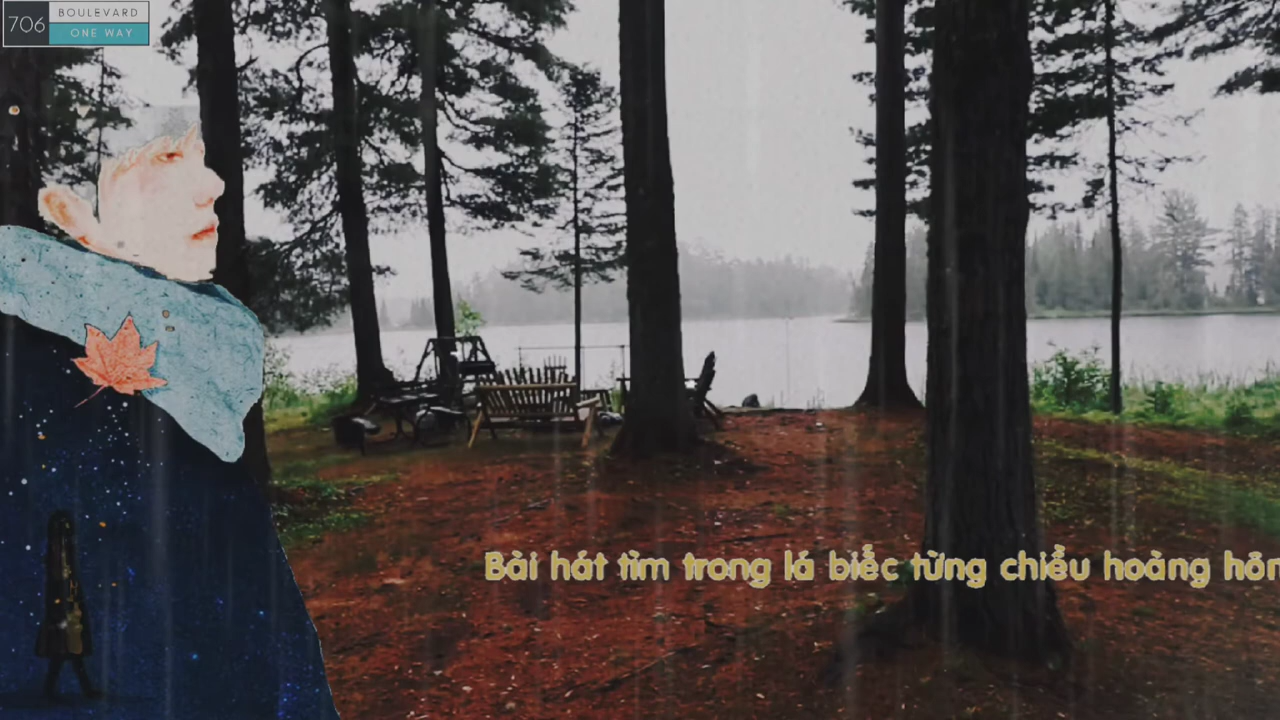 706
BOULEVARD
ONE WAY
Bài hát tìm trong lá biếc từng chiều hoàng hôn